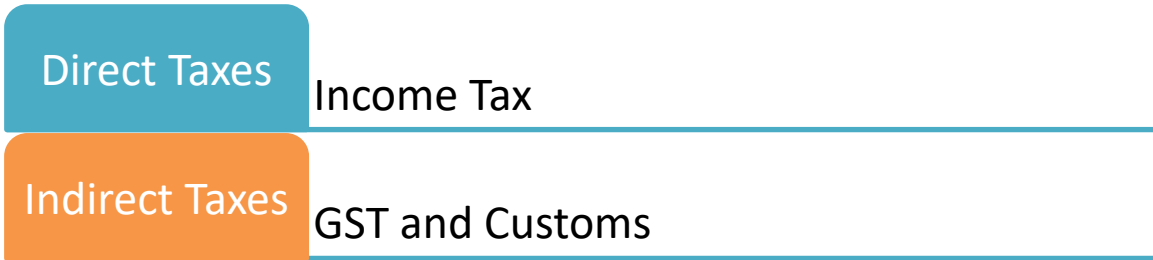 Direct Taxes
Income Tax
Indirect Taxes
GST and Customs